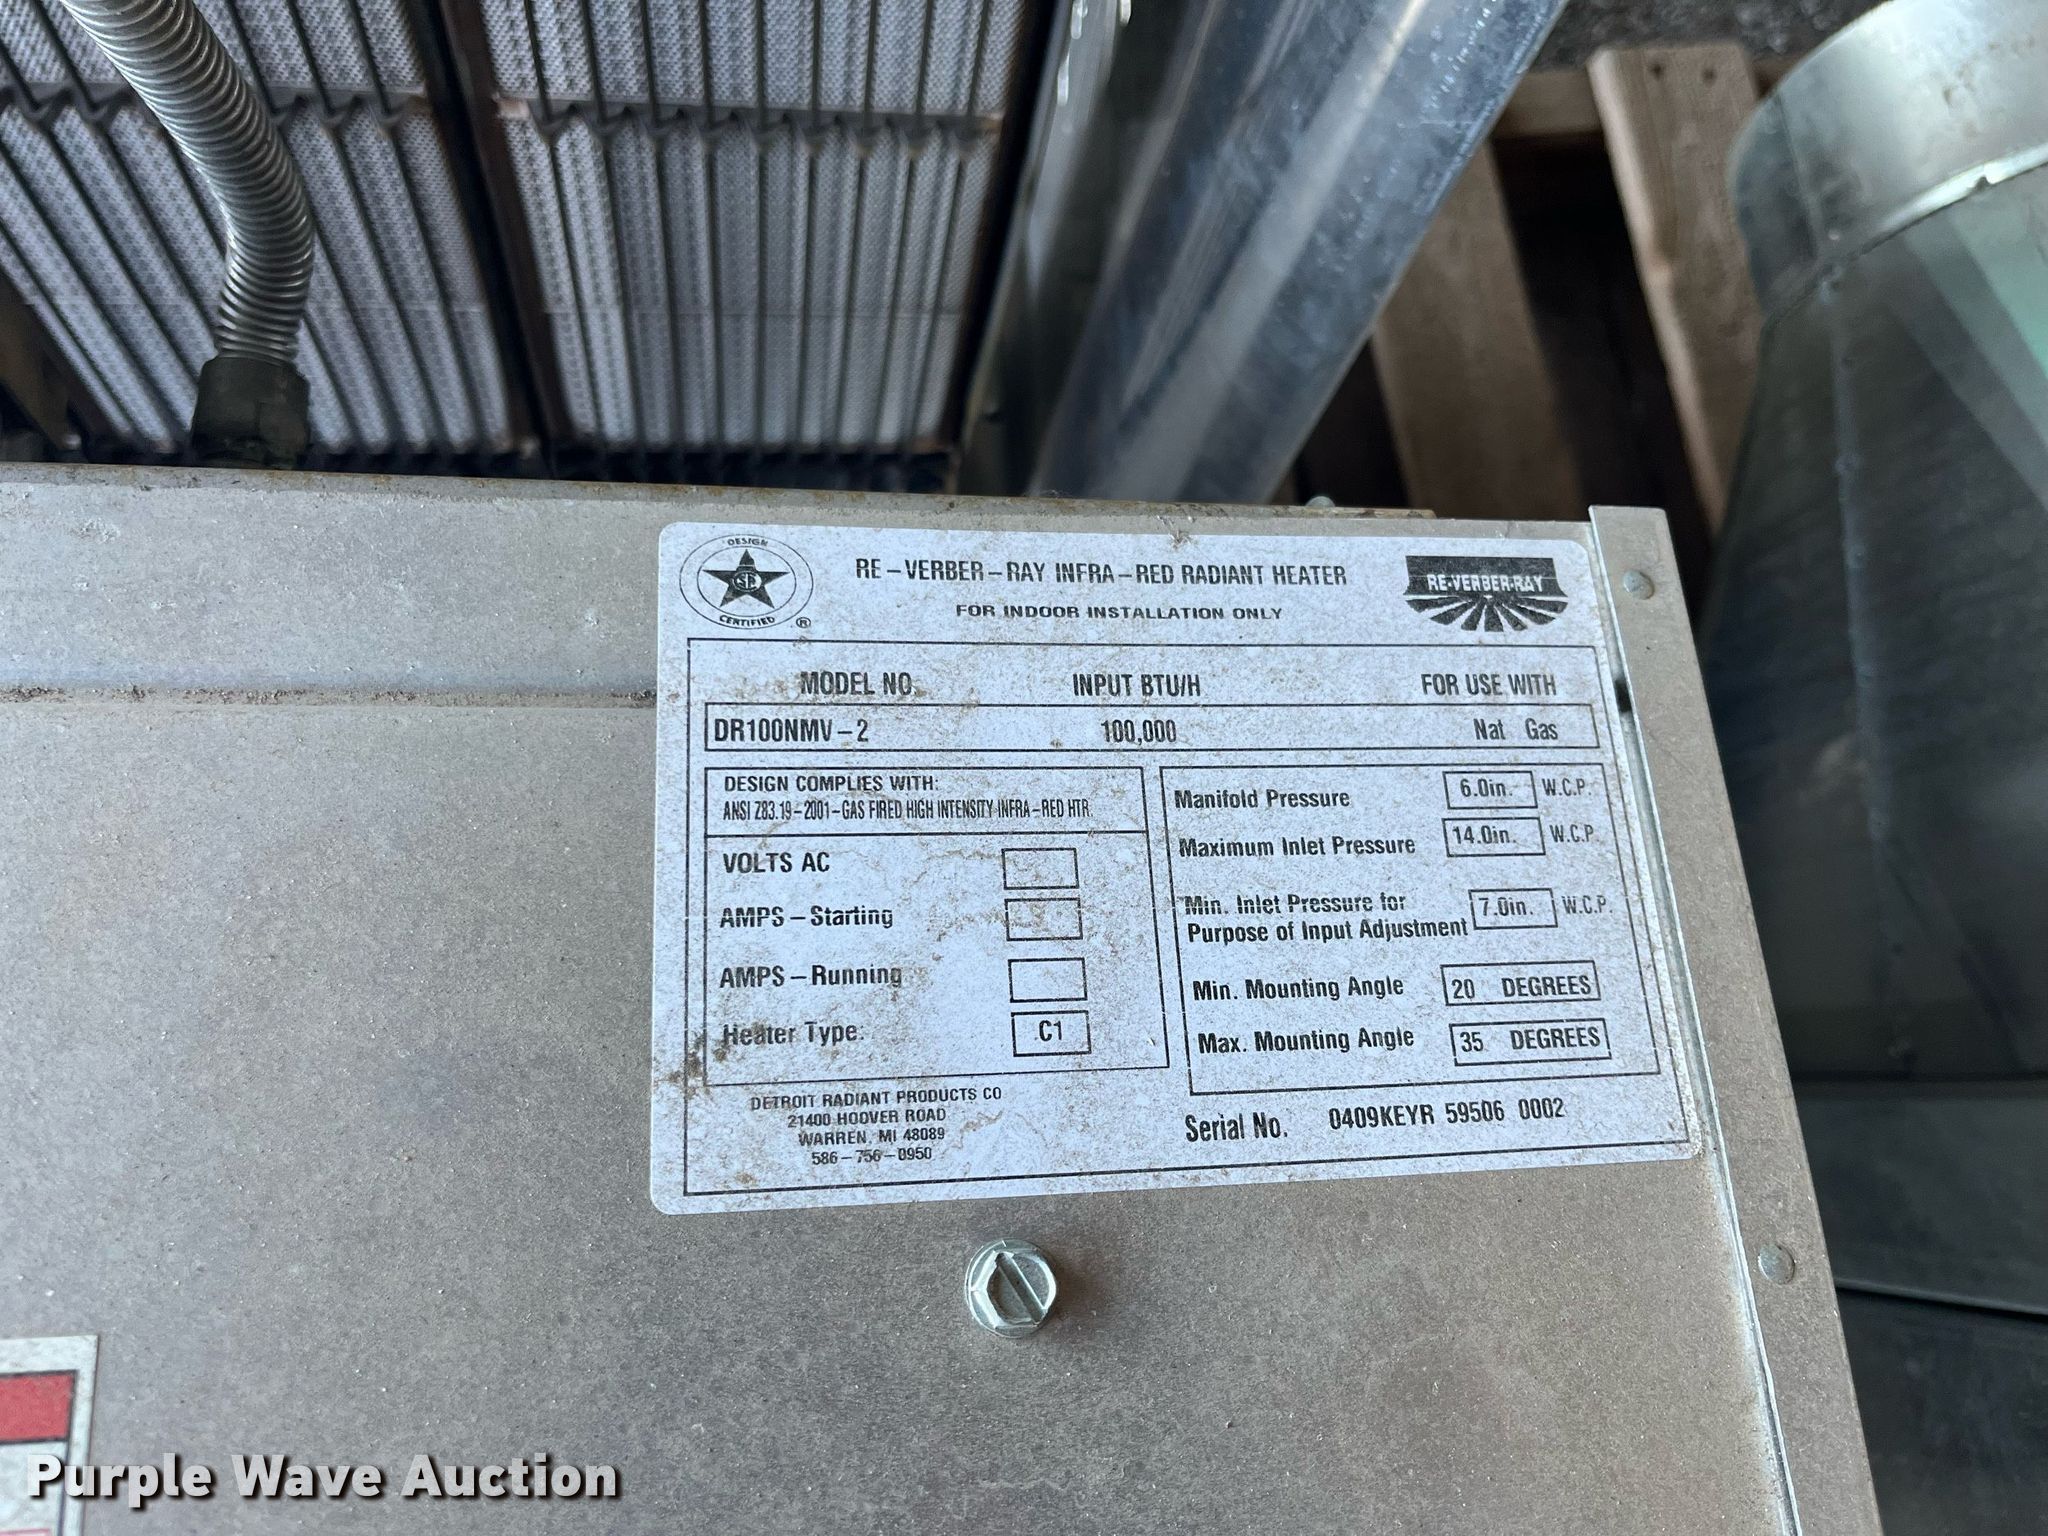 DESIGN
CERTIFIED
®
RE-VERBER-RAY INFRA-RED RADIANT HEATER
FOR INDOOR INSTALLATION ONLY
RE-VERBER-RAY
MODEL NO. INPUT BTU/H FOR USE WITH
DR100NMV-2 100,000 Nat Gas
DESIGN COMPLIES WITH:
ANSI Z83.19-2001-GAS FIRED HIGH INTENSITY INFRA-RED HTR.
VOLTS AC
AMPS-Starting
AMPS-Running
Heater Type: C1
Manifold Pressure 6.0in. W.C.P.
Maximum Inlet Pressure 14.0in. W.C.P.
Min. Inlet Pressure for
Purpose of Input Adjustment 7.0in. W.C.P.
Min. Mounting Angle 20 DEGREES
Max. Mounting Angle 35 DEGREES
DETROIT RADIANT PRODUCTS CO
21400 HOOVER ROAD
WARREN, MI 48089
586-756-0950
Serial No. 0409KEYR 59506 0002
Purple Wave Auction